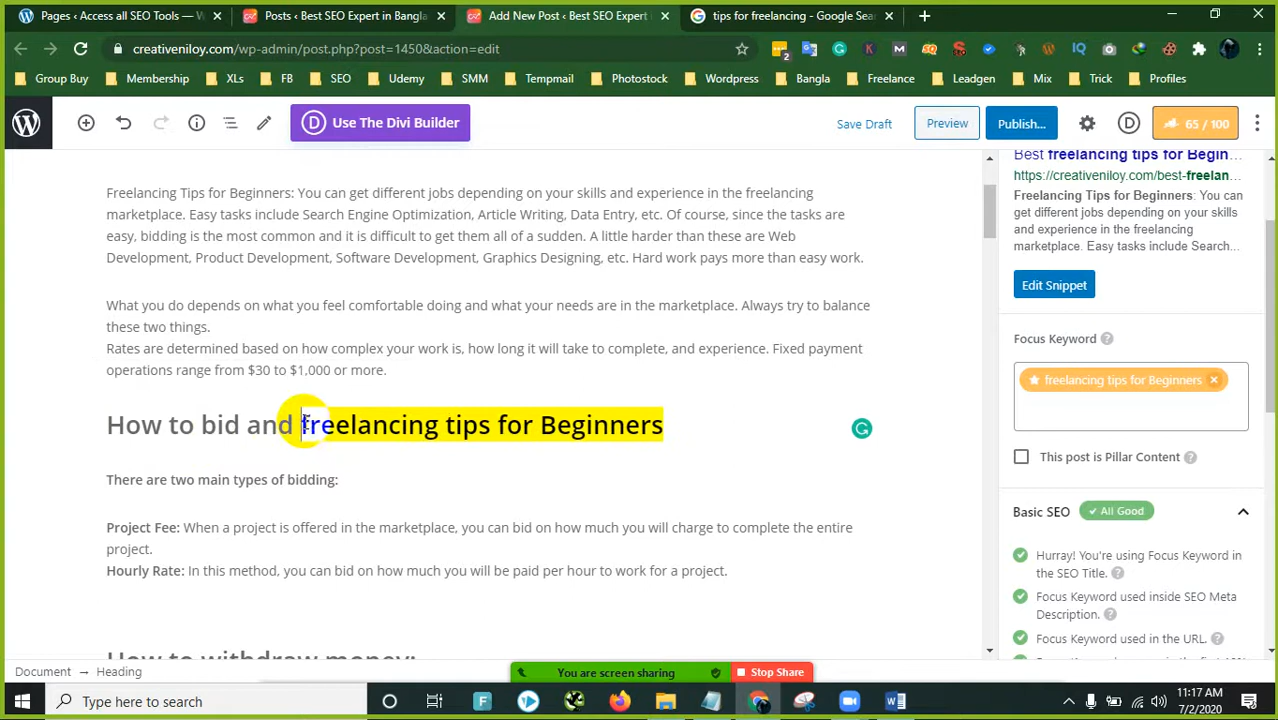 Pages ‹ Access all SEO Tools — W
Posts ‹ Best SEO Expert in Bangla
Add New Post ‹ Best SEO Expert
tips for freelancing - Google Sear
creativeniloy.com/wp-admin/post.php?post=1450&action=edit
Group Buy
Membership
XLs
FB
SEO
Udemy
SMM
Tempmail
Photostock
Wordpress
Bangla
Freelance
Leadgen
Mix
Trick
Profiles
Use The Divi Builder
Save Draft
Preview
Publish...
65 / 100
Freelancing Tips for Beginners: You can get different jobs depending on your skills and experience in the freelancing
marketplace. Easy tasks include Search Engine Optimization, Article Writing, Data Entry, etc. Of course, since the tasks are
easy, bidding is the most common and it is difficult to get them all of a sudden. A little harder than these are Web
Development, Product Development, Software Development, Graphics Designing, etc. Hard work pays more than easy work.
What you do depends on what you feel comfortable doing and what your needs are in the marketplace. Always try to balance
these two things.
Rates are determined based on how complex your work is, how long it will take to complete, and experience. Fixed payment
operations range from $30 to $1,000 or more.
How to bid and freelancing tips for Beginners
There are two main types of bidding:
Project Fee: When a project is offered in the marketplace, you can bid on how much you will charge to complete the entire
project.
Hourly Rate: In this method, you can bid on how much you will be paid per hour to work for a project.
How to withdraw money:
Best freelancing tips for Begin...
https://creativeniloy.com/best-freelan...
Freelancing Tips for Beginners: You can
get different jobs depending on your skills
and experience in the freelancing
marketplace. Easy tasks include Search...
Edit Snippet
Focus Keyword
freelancing tips for Beginners
This post is Pillar Content
Basic SEO
All Good
Hurray! You're using Focus Keyword in
the SEO Title.
Focus Keyword used inside SEO Meta
Description.
Focus Keyword used in the URL.
Document → Heading
You are screen sharing
Stop Share
Type here to search
11:17 AM
7/2/2020